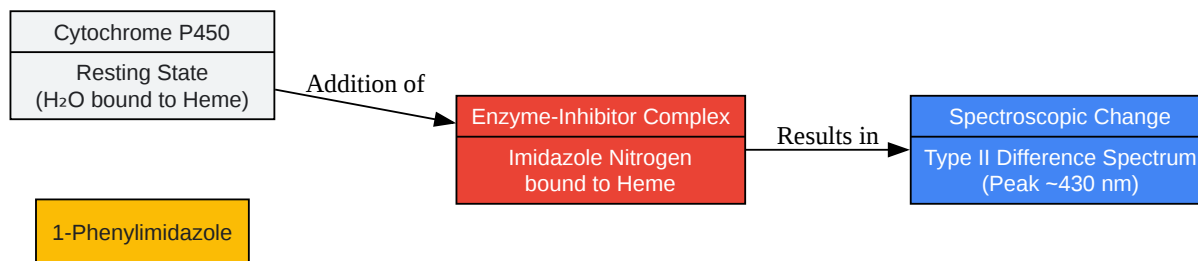 Cytochrome P450
Resting State
(H₂O bound to Heme)
Addition of
Enzyme-Inhibitor Complex
Imidazole Nitrogen
bound to Heme
Results in
Spectroscopic Change
Type II Difference Spectrum
(Peak ~430 nm)
1-Phenylimidazole